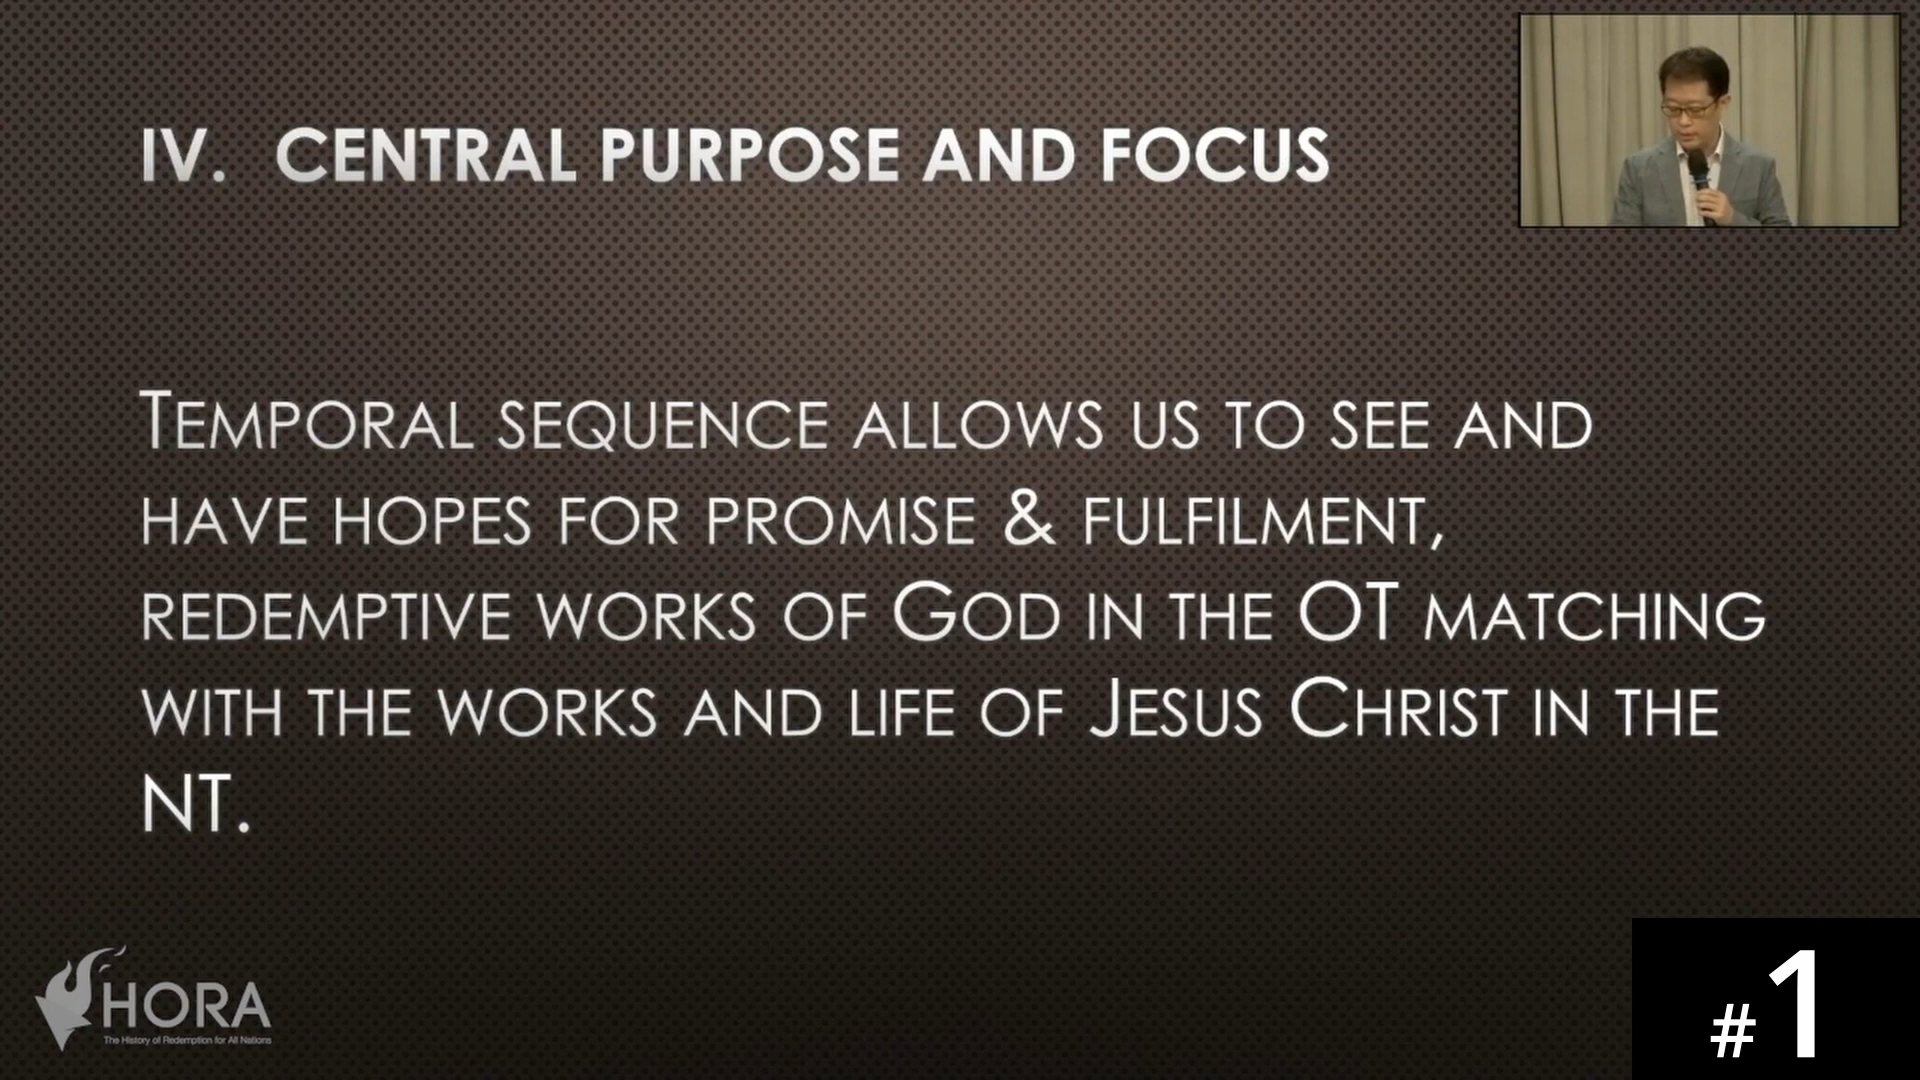 IV. CENTRAL PURPOSE AND FOCUS
TEMPORAL SEQUENCE ALLOWS US TO SEE AND
HAVE HOPES FOR PROMISE & FULFILMENT,
REDEMPTIVE WORKS OF GOD IN THE OT MATCHING
WITH THE WORKS AND LIFE OF JESUS CHRIST IN THE
NT.
HORA
The History of Redemption for All Nations
#1